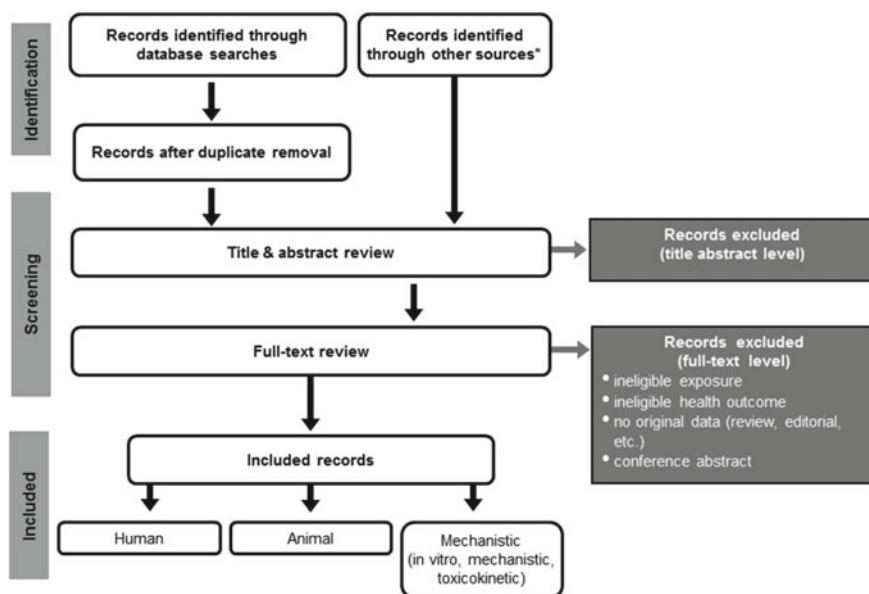 Identification
Records identified through
database searches
Records identified
through other sources*
Records after duplicate removal
Screening
Title & abstract review
Records excluded
(title abstract level)
Full-text review
Records excluded
(full-text level)
• ineligible exposure
• ineligible health outcome
• no original data (review, editorial,
etc.)
• conference abstract
Included
Included records
Human
Animal
Mechanistic
(in vitro, mechanistic,
toxicokinetic)